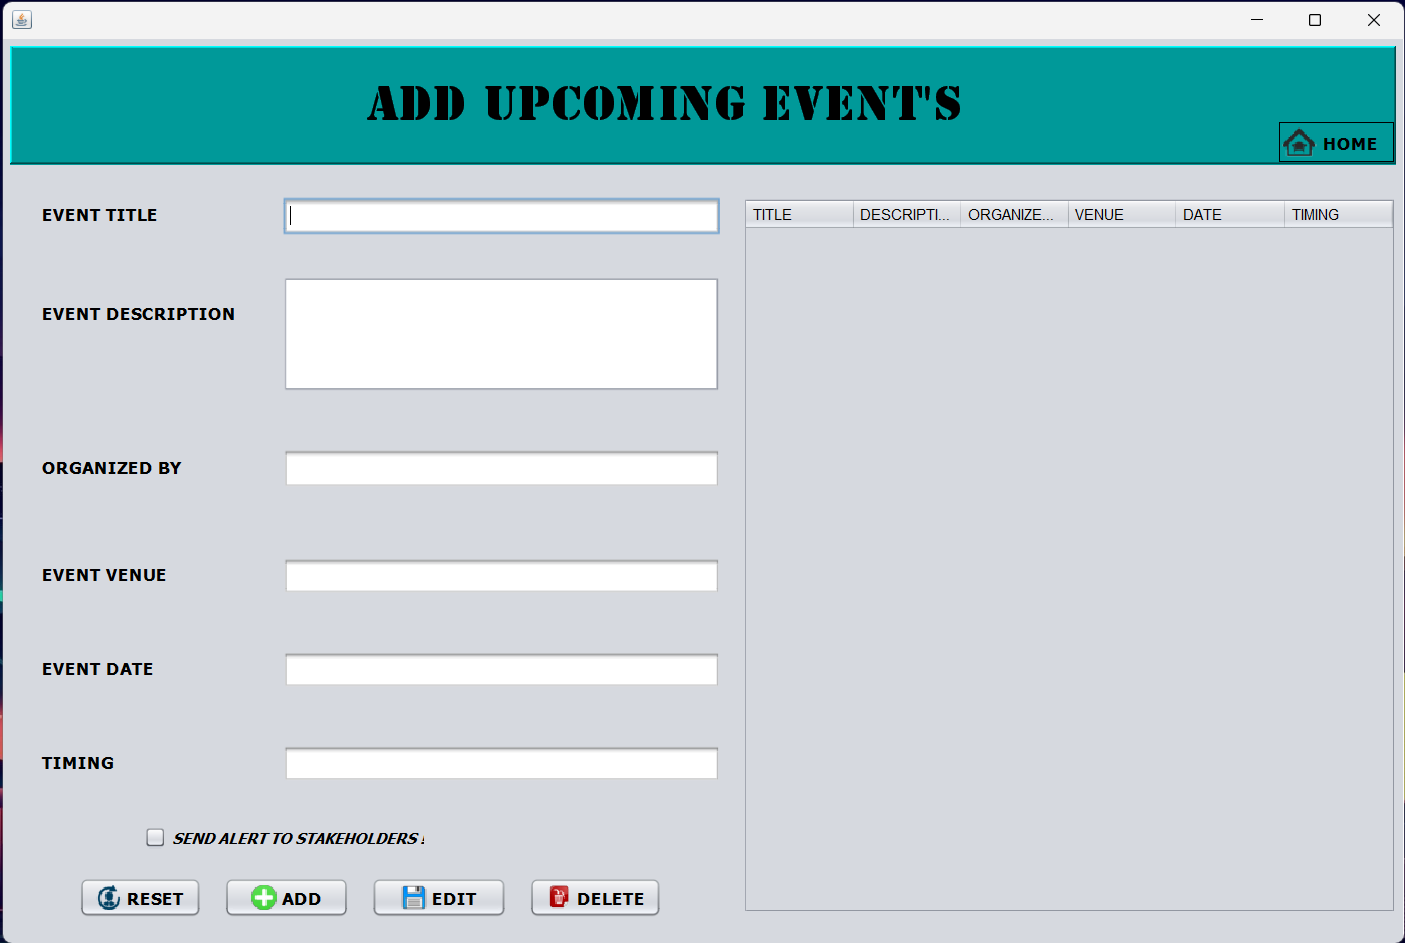 ADD UPCOMING EVENT'S
HOME
EVENT TITLE
EVENT DESCRIPTION
ORGANIZED BY
EVENT VENUE
EVENT DATE
TIMING
SEND ALERT TO STAKEHOLDERS !
RESET ADD EDIT DELETE
TITLE DESCRIPTI... ORGANIZE... VENUE DATE TIMING